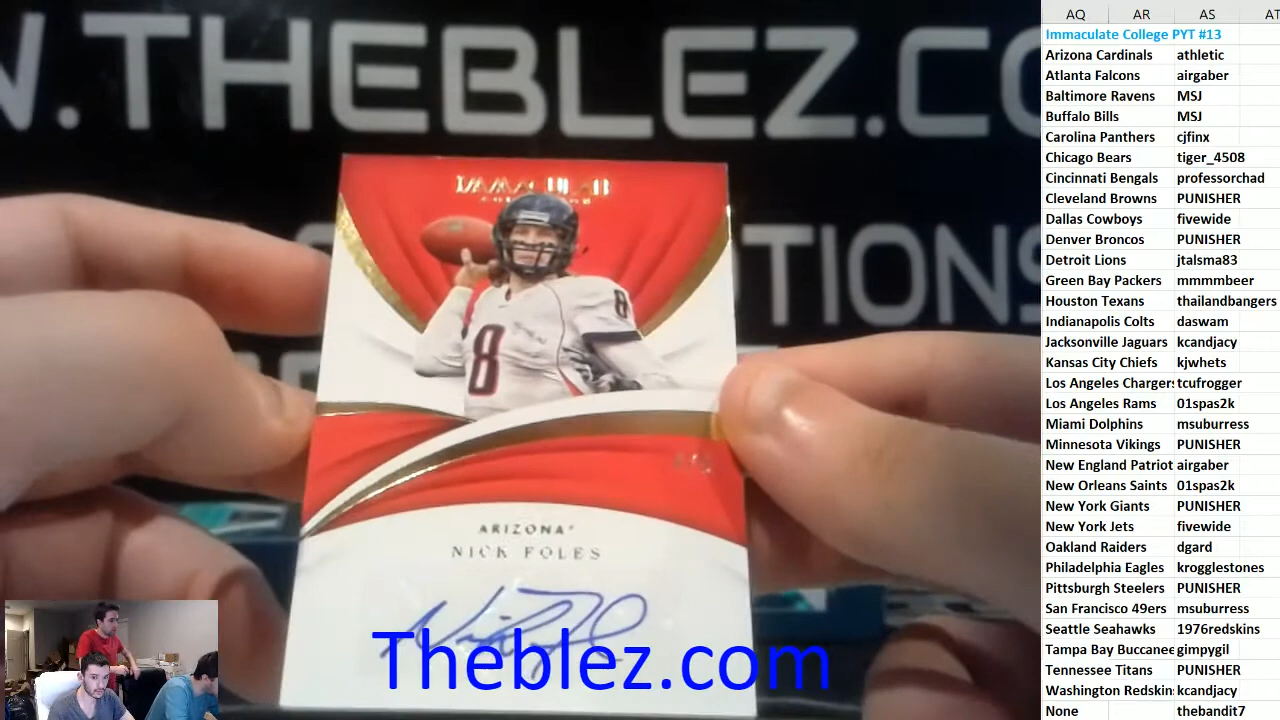 W.THEBLEZ.CO
TIONS
IMMACULAT
8
8
ARIZONA
NICK FOLES
Theblez.com
AQ AR AS AT
Immaculate College PYT #13
Arizona Cardinals athletic
Atlanta Falcons airgaber
Baltimore Ravens MSJ
Buffalo Bills MSJ
Carolina Panthers cjfinx
Chicago Bears tiger_4508
Cincinnati Bengals professorchad
Cleveland Browns PUNISHER
Dallas Cowboys fivewide
Denver Broncos PUNISHER
Detroit Lions jtalsma83
Green Bay Packers mmmmbeer
Houston Texans thailandbangers
Indianapolis Colts daswam
Jacksonville Jaguars kcandjacy
Kansas City Chiefs kjwhets
Los Angeles Chargers tcufrogger
Los Angeles Rams 01spas2k
Miami Dolphins msuburress
Minnesota Vikings PUNISHER
New England Patriot airgaber
New Orleans Saints 01spas2k
New York Giants PUNISHER
New York Jets fivewide
Oakland Raiders dgard
Philadelphia Eagles krogglestones
Pittsburgh Steelers PUNISHER
San Francisco 49ers msuburress
Seattle Seahawks 1976redskins
Tampa Bay Buccanee gimpygil
Tennessee Titans PUNISHER
Washington Redskin kcandjacy
None thebandit7